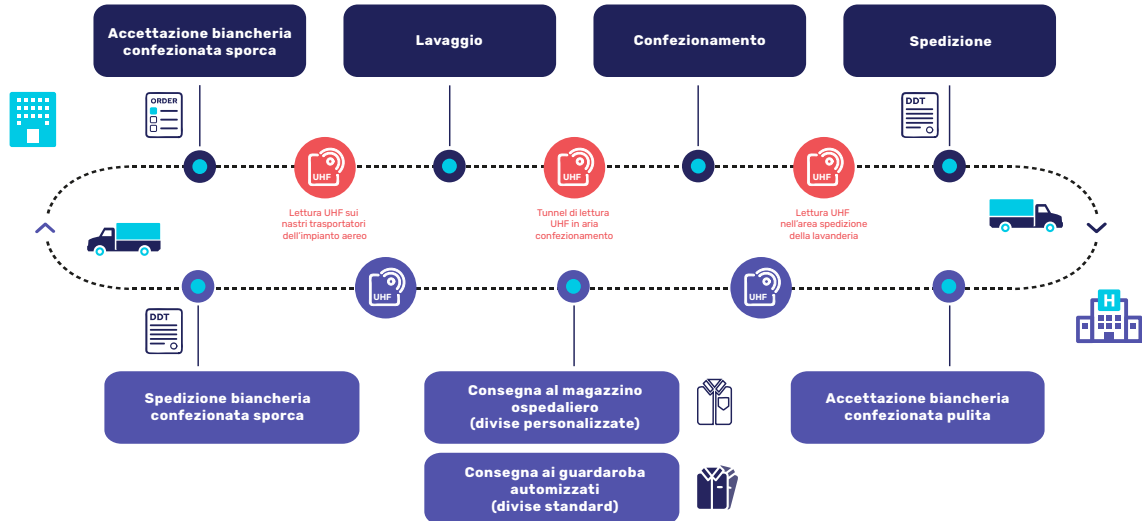 Accettazione biancheria
confezionata sporca
Lavaggio
Confezionamento
Spedizione
ORDER
DDT
UHF
UHF
UHF
Lettura UHF sui
nastri trasportatori
dell'impianto aereo
Tunnel di lettura
UHF in aria
confezionamento
Lettura UHF
nell'area spedizione
della lavanderia
UHF
UHF
H
DDT
Spedizione biancheria
confezionata sporca
Consegna al magazzino
ospedaliero
(divise personalizzate)
Accettazione biancheria
confezionata pulita
Consegna ai guardaroba
automizzati
(divise standard)